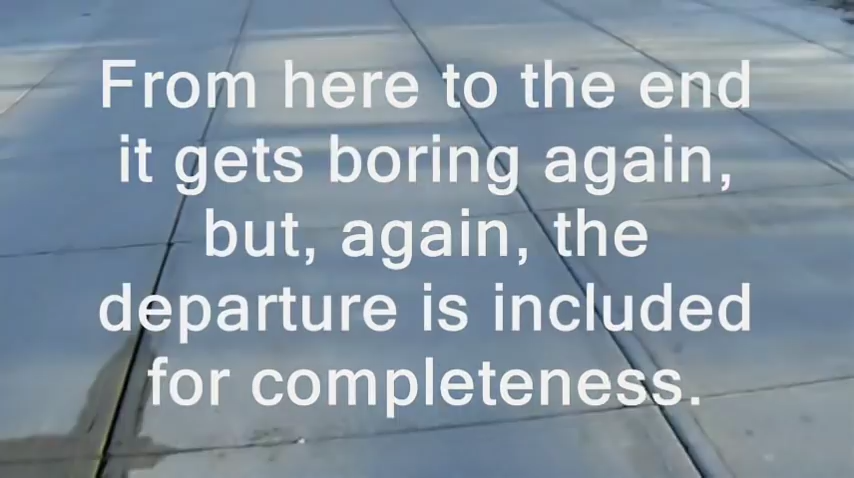 From here to the end
it gets boring again,
but, again, the
departure is included
for completeness.